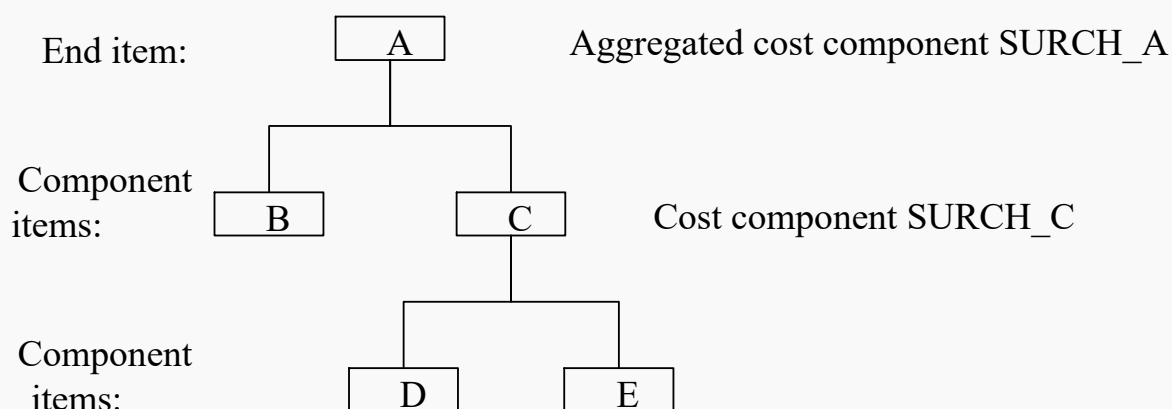 End item:
A
Aggregated cost component SURCH_A
Component
items:
B
C
Cost component SURCH_C
Component
items:
D
E